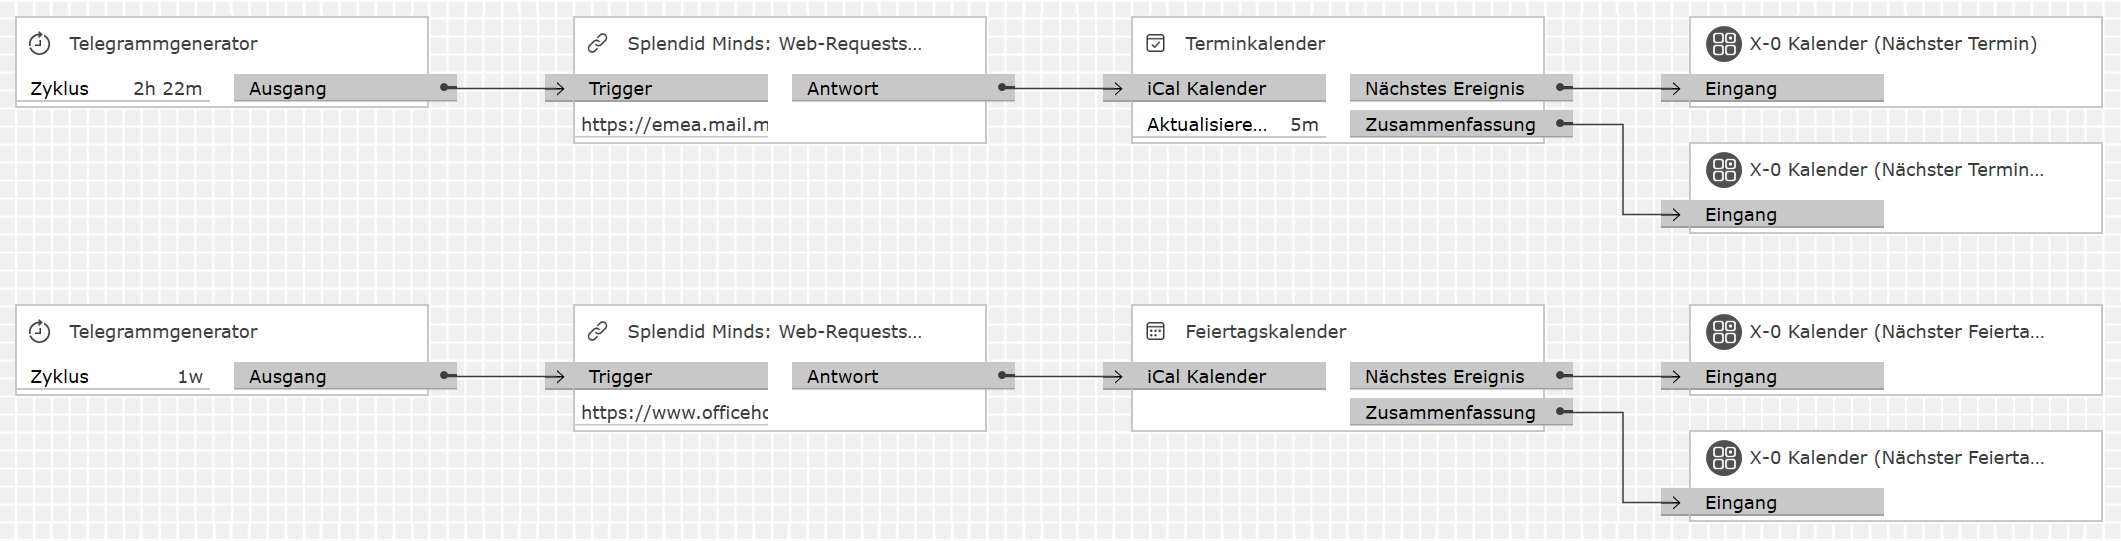 Telegrammgenerator
Zyklus 2h 22m Ausgang
Splendid Minds: Web-Requests...
Trigger Antwort
https://emea.mail.m
Terminkalender
iCal Kalender Nächstes Ereignis
Aktualisiere... 5m Zusammenfassung
X-0 Kalender (Nächster Termin)
Eingang
X-0 Kalender (Nächster Termin...
Eingang
Telegrammgenerator
Zyklus 1w Ausgang
Splendid Minds: Web-Requests...
Trigger Antwort
https://www.officeho
Feiertagskalender
iCal Kalender Nächstes Ereignis
Zusammenfassung
X-0 Kalender (Nächster Feierta...
Eingang
X-0 Kalender (Nächster Feierta...
Eingang